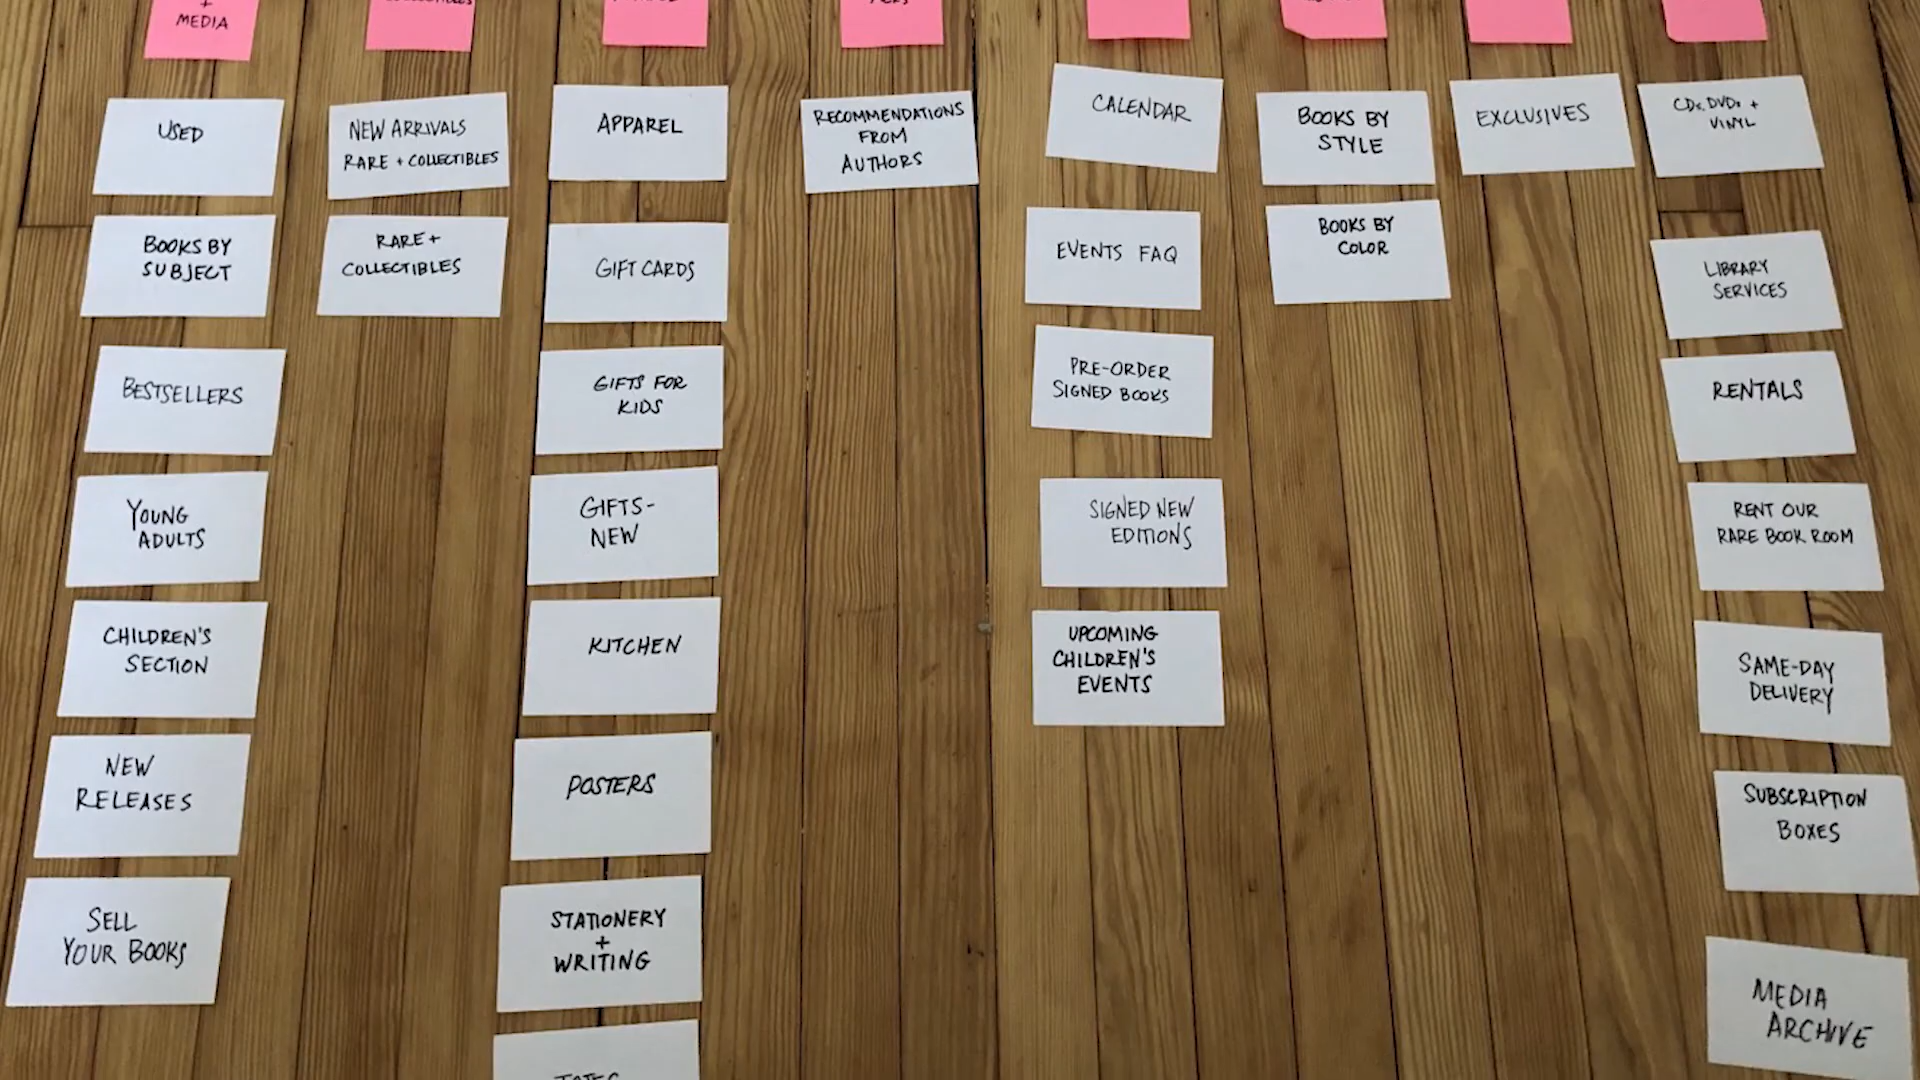 +
MEDIA
USED
BOOKS BY
SUBJECT
BESTSELLERS
YOUNG
ADULTS
CHILDREN'S
SECTION
NEW
RELEASES
SELL
YOUR BOOKS
NEW ARRIVALS
RARE + COLLECTIBLES
RARE +
COLLECTIBLES
APPAREL
GIFT CARDS
GIFTS FOR
KIDS
GIFTS-
NEW
KITCHEN
POSTERS
STATIONERY
+
WRITING
RECOMMENDATIONS
FROM
AUTHORS
CALENDAR
EVENTS FAQ
PRE-ORDER
SIGNED BOOKS
SIGNED NEW
EDITIONS
UPCOMING
CHILDREN'S
EVENTS
BOOKS BY
STYLE
BOOKS BY
COLOR
EXCLUSIVES
CDs, DVDs +
VINYL
LIBRARY
SERVICES
RENTALS
RENT OUR
RARE BOOK ROOM
SAME-DAY
DELIVERY
SUBSCRIPTION
BOXES
MEDIA
ARCHIVE